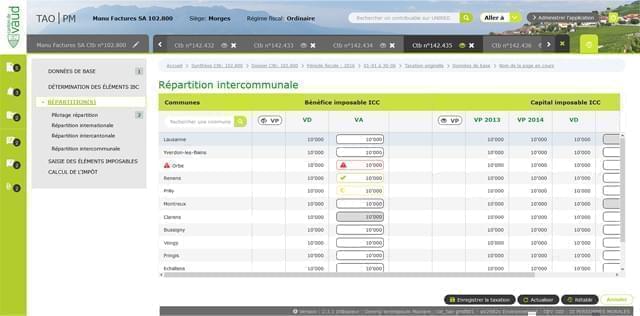 canton de vaud
TAO | PM
Manu Factures SA 102.800
Siège: Morges
Régime fiscal: Ordinaire
Rechercher un contribuable sur UNIREG
Aller à
Administrer l'application
Manu Factures SA Ctb n°102.800
Ctb n°142.432
Ctb n°142.433
Ctb n°142.434
Ctb n°142.435
Ctb n°142.436
Accueil > Synthèse Ctb: 102.800 > Dossier Ctb: 102.800 > Période fiscale : 2016 > 01-01 à 30-06 > Taxation originelle > Données de base > Nom de la page en cours
DONNÉES DE BASE 1
DÉTERMINATION DES ÉLÉMENTS IBC
RÉPARTITION(S)
Pilotage répartition 2
Répartition internationale
Répartition intercantonale
Répartition intercommunale
SAISIE DES ÉLÉMENTS IMPOSABLES
CALCUL DE L'IMPÔT
Répartition intercommunale
Communes Bénéfice imposable ICC Capital imposable ICC
Rechercher une commune VP VD VA VP VP 2013 VP 2014 VD
Lausanne 10'000 10'000 10'000 10'000 10'000
Yverdon-les-Bains 10'000 10'000 10'000 10'000 10'000
Orbe 10'000 10'000 10'000 10'000 10'000
Renens 10'000 10'000 10'000 10'000 10'000
Prilly 10'000 10'000 10'000 10'000 10'000
Montreux 10'000 10'000 10'000 10'000 10'000
Clarens 10'000 10'000 10'000 10'000 10'000
Bussigny 10'000 10'000 10'000 10'000 10'000
10'000 10'000 10'000 10'000 10'000
Pringis 10'000 10'000 10'000 10'000 10'000
Echallens 10'000 10'000 10'000 10'000 10'000
Enregistrer la taxation
Actualiser
Rétablir
Annuler
Version :
PERSONNES MORALES